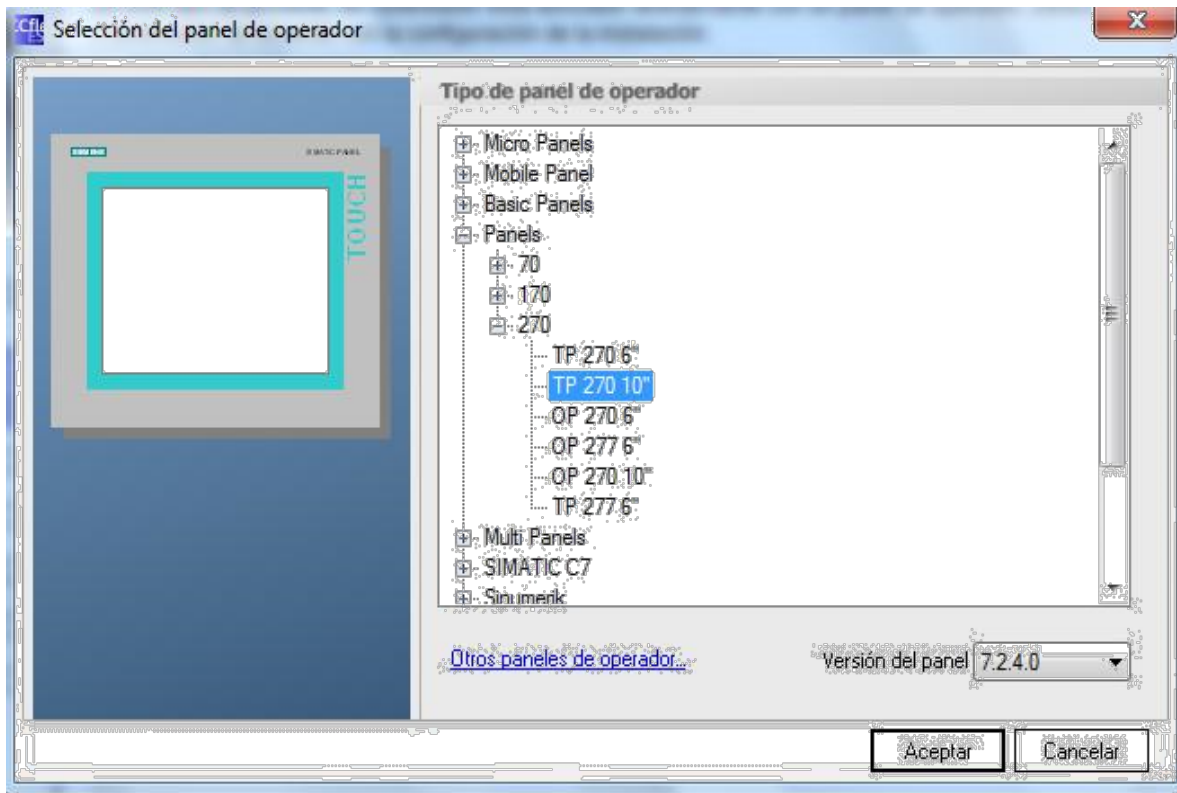 Selección del panel de operador
Tipo de panel de operador
SIMATIC PANEL
TOUCH
Micro Panels
Mobile Panel
Basic Panels
Panels
70
170
270
TP 270 6"
TP 270 10"
OP 270 6"
OP 277 6"
OP 270 10"
TP 277 6"
Multi Panels
SIMATIC C7
Sinumerik
Otros paneles de operador...
Versión del panel 7.2.4.0
Aceptar
Cancelar